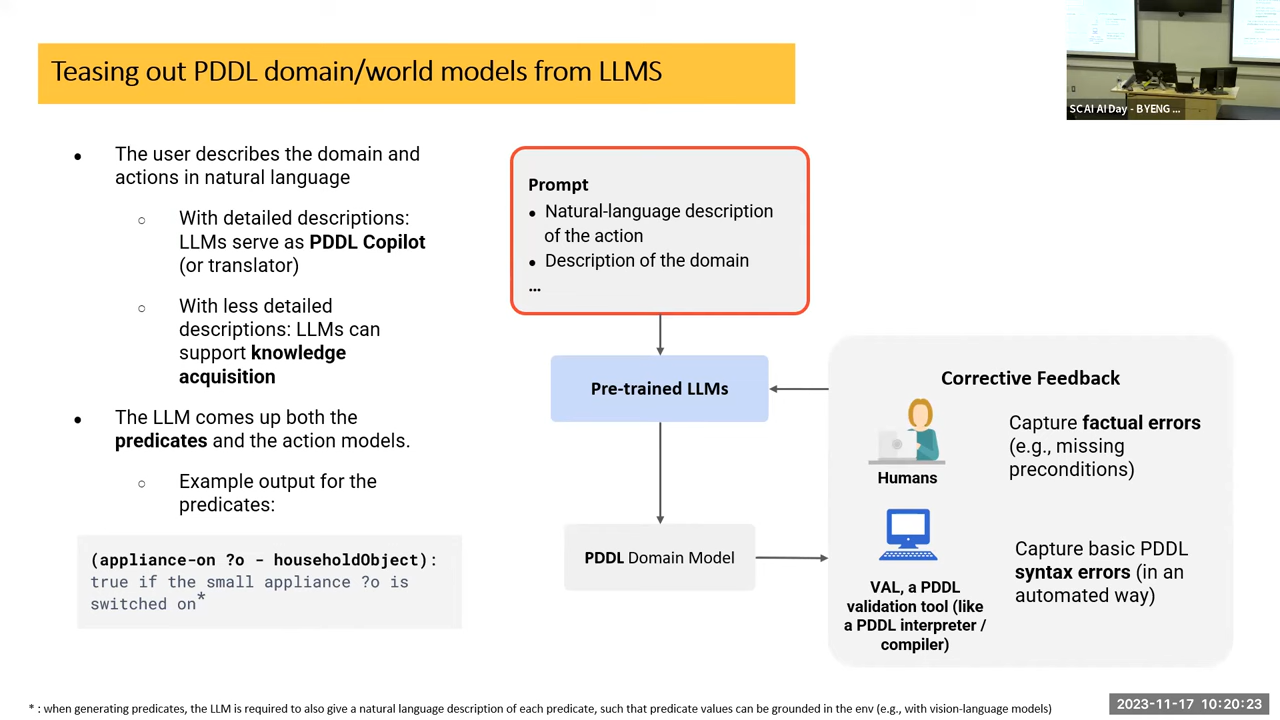 SCAI AI Day - BYENG ...
Teasing out PDDL domain/world models from LLMS
● The user describes the domain and
actions in natural language
○ With detailed descriptions:
LLMs serve as PDDL Copilot
(or translator)
○ With less detailed
descriptions: LLMs can
support knowledge
acquisition
● The LLM comes up both the
predicates and the action models.
○ Example output for the
predicates:
(appliance-on ?o - householdObject):
true if the small appliance ?o is
switched on*
Prompt
● Natural-language description
of the action
● Description of the domain
...
Pre-trained LLMs
PDDL Domain Model
Corrective Feedback
Humans
Capture factual errors
(e.g., missing
preconditions)
VAL, a PDDL
validation tool (like
a PDDL interpreter /
compiler)
Capture basic PDDL
syntax errors (in an
automated way)
* : when generating predicates, the LLM is required to also give a natural language description of each predicate, such that predicate values can be grounded in the env (e.g., with vision-language models)
2023-11-17 10:20:23